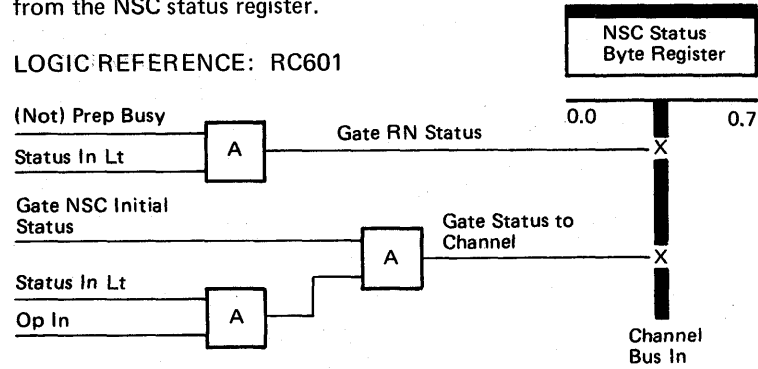 from the NSC status register.
LOGIC REFERENCE: RC601
NSC Status
Byte Register
0.0
0.7
(Not) Prep Busy
Status In Lt
A
Gate RN Status
X
Gate NSC Initial
Status
A
Gate Status to
Channel
X
Status In Lt
Op In
A
Channel
Bus In